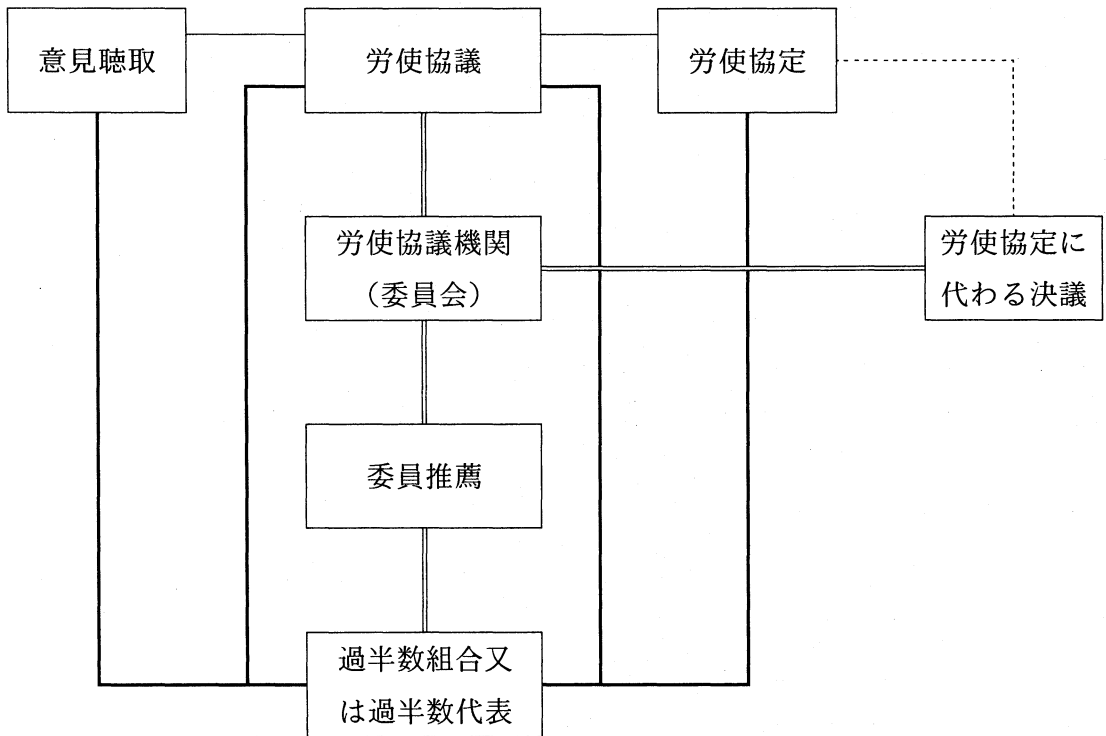 意見聴取
労使協議
労使協定
労使協議機関
（委員会）
労使協定に
代わる決議
委員推薦
過半数組合又
は過半数代表